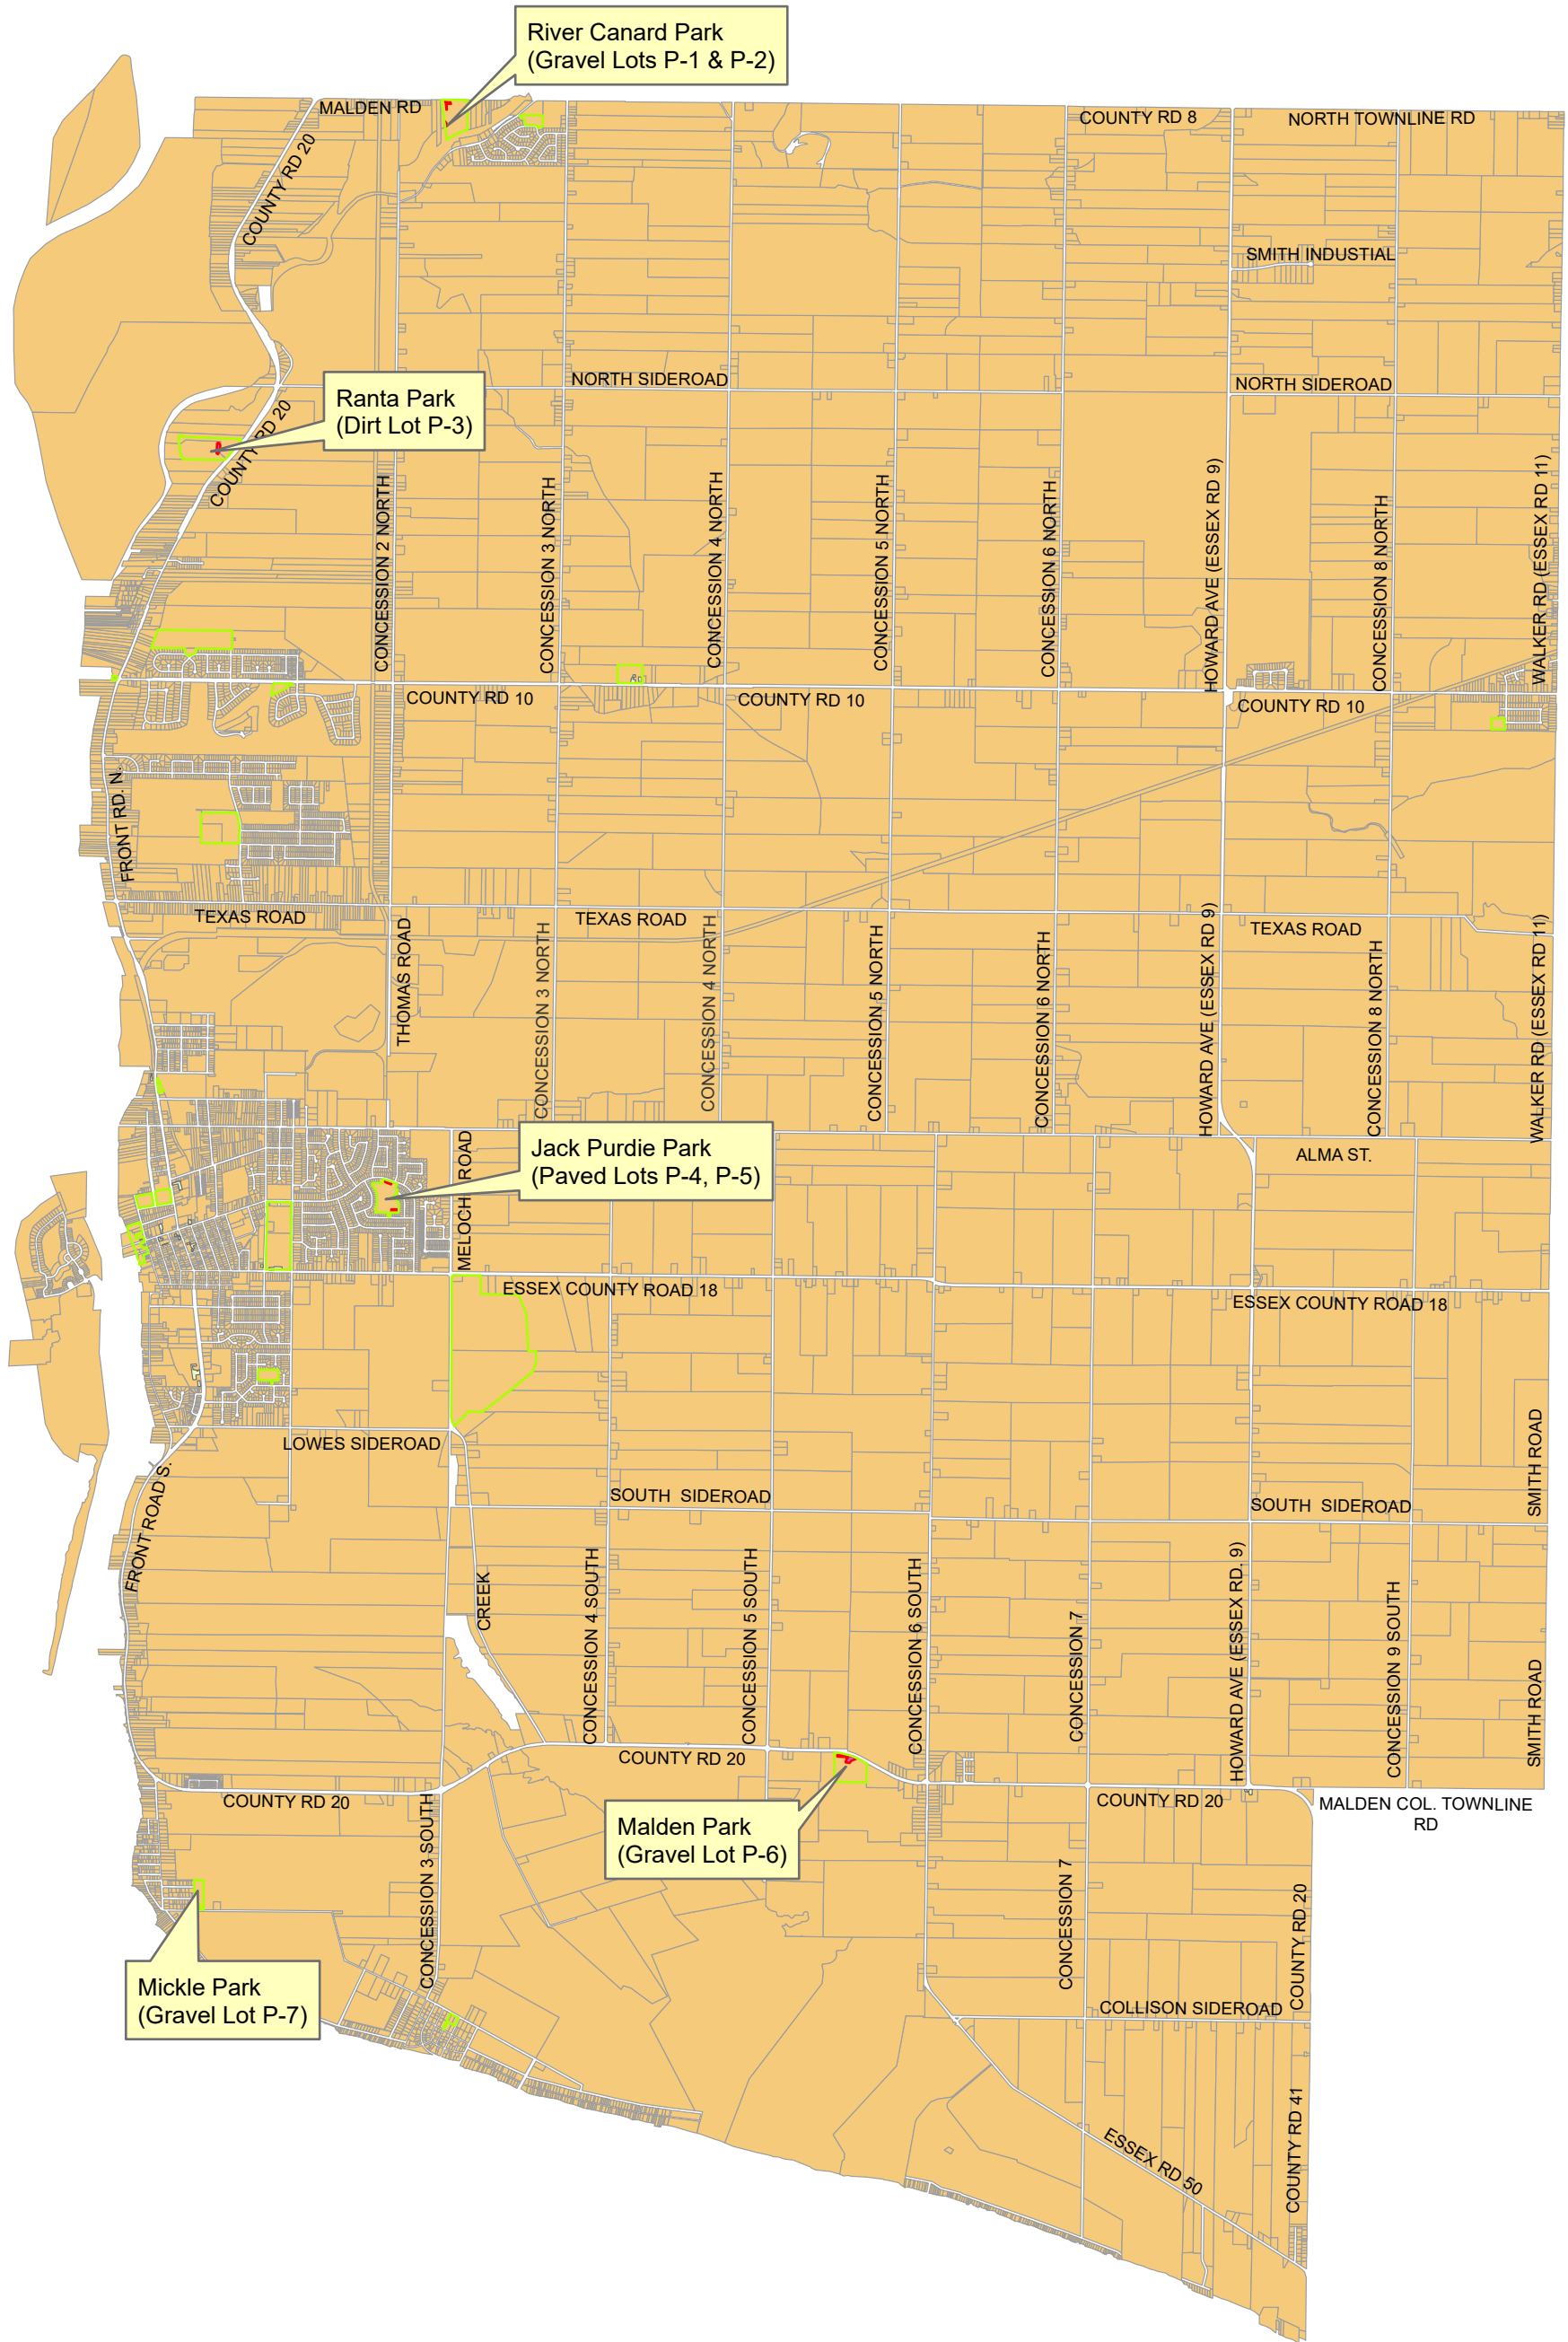 River Canard Park
(Gravel Lots P-1 & P-2)
MALDEN RD
COUNTY RD 8
NORTH TOWNLINE RD
COUNTY RD 20
SMITH INDUSTIAL
NORTH SIDEROAD
NORTH SIDEROAD
Ranta Park
(Dirt Lot P-3)
COUNTY RD 20
CONCESSION 2 NORTH
CONCESSION 3 NORTH
CONCESSION 4 NORTH
CONCESSION 5 NORTH
CONCESSION 6 NORTH
HOWARD AVE (ESSEX RD 9)
CONCESSION 8 NORTH
WALKER RD (ESSEX RD 11)
COUNTY RD 10
COUNTY RD 10
COUNTY RD 10
FRONT RD. N.
TEXAS ROAD
TEXAS ROAD
TEXAS ROAD
THOMAS ROAD
CONCESSION 3 NORTH
CONCESSION 4 NORTH
CONCESSION 5 NORTH
CONCESSION 6 NORTH
HOWARD AVE (ESSEX RD 9)
CONCESSION 8 NORTH
WALKER RD (ESSEX RD 11)
Jack Purdie Park
(Paved Lots P-4, P-5)
MELOCHE ROAD
ALMA ST.
ESSEX COUNTY ROAD 18
ESSEX COUNTY ROAD 18
LOWES SIDEROAD
SOUTH SIDEROAD
SOUTH SIDEROAD
SMITH ROAD
FRONT ROAD S.
CREEK
CONCESSION 4 SOUTH
CONCESSION 5 SOUTH
CONCESSION 6 SOUTH
CONCESSION 7
HOWARD AVE (ESSEX RD. 9)
CONCESSION 9 SOUTH
SMITH ROAD
COUNTY RD 20
COUNTY RD 20
COUNTY RD 20
MALDEN COL. TOWNLINE
RD
Malden Park
(Gravel Lot P-6)
CONCESSION 3 SOUTH
CONCESSION 7
COUNTY RD 20
Mickle Park
(Gravel Lot P-7)
COLLISON SIDEROAD
ESSEX RD 50
COUNTY RD 41